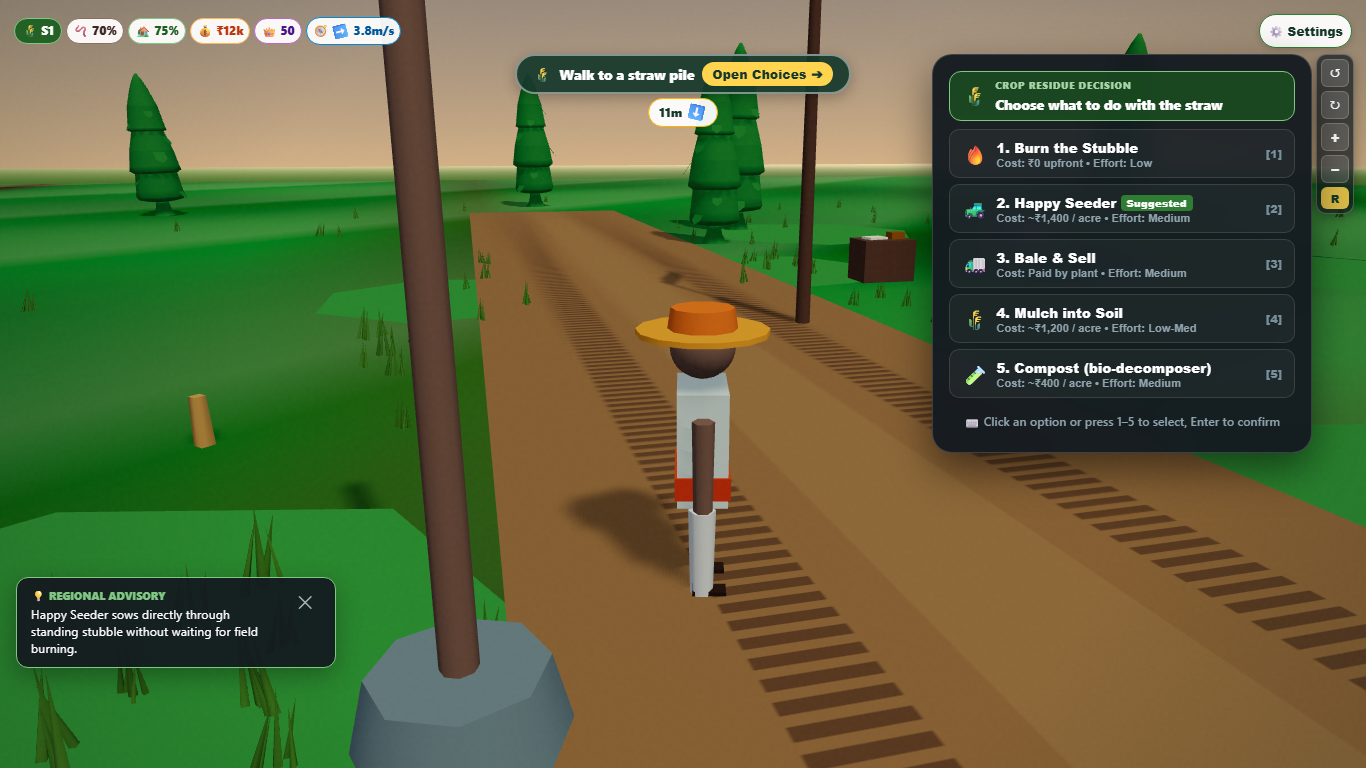 S1
70%
75%
₹12k
50
3.8m/s
Settings
Walk to a straw pile
Open Choices →
11m
CROP RESIDUE DECISION
Choose what to do with the straw
1. Burn the Stubble
Cost: ₹0 upfront • Effort: Low
[1]
2. Happy Seeder Suggested
Cost: ~₹1,400 / acre • Effort: Medium
[2]
3. Bale & Sell
Cost: Paid by plant • Effort: Medium
[3]
4. Mulch into Soil
Cost: ~₹1,200 / acre • Effort: Low-Med
[4]
5. Compost (bio-decomposer)
Cost: ~₹400 / acre • Effort: Medium
[5]
Click an option or press 1–5 to select, Enter to confirm
↺
↻
+
−
R
REGIONAL ADVISORY
Happy Seeder sows directly through
standing stubble without waiting for field
burning.